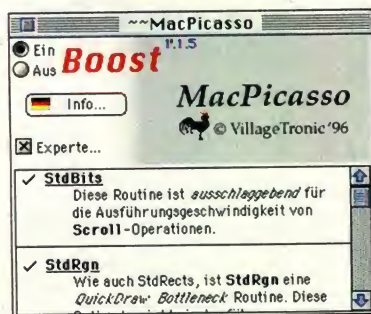 ~~MacPicasso
Ein
Aus
Boost 1.1.5
Info...
MacPicasso
© VillageTronic '96
Experte...
✓ StdBits
Diese Routine ist ausschlaggebend für
die Ausführungsgeschwindigkeit von
Scroll-Operationen.
✓ StdRgn
Wie auch StdRects, ist StdRgn eine
QuickDraw Bottleneck Routine. Diese